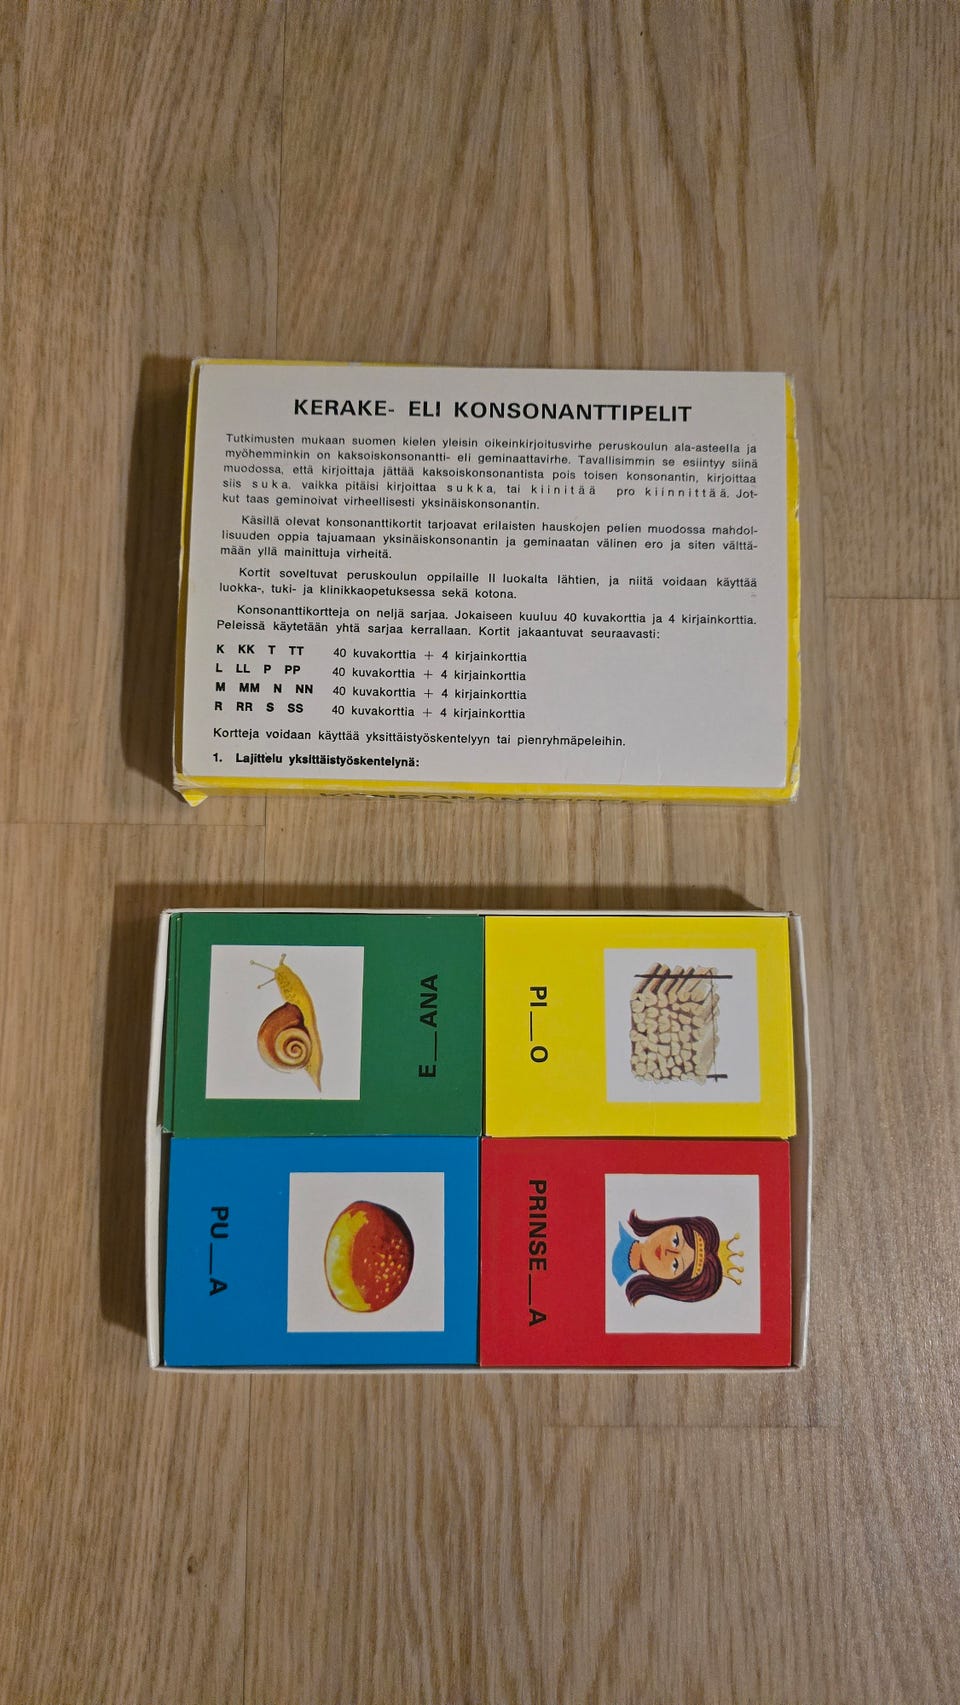 KERAKE- ELI KONSONANTTIPELIT
Tutkimusten mukaan suomen kielen yleisin oikeinkirjoitusvirhe peruskoulun ala-asteella ja
myöhemminkin on kaksoiskonsonantti- eli geminaattavirhe. Tavallisimmin se esiintyy siinä
muodossa, että kirjoittaja jättää kaksoiskonsonantista pois toisen konsonantin, kirjoittaa
siis suka, vaikka pitäisi kirjoittaa sukka, tai kiinitää pro kiinnittää. Jot-
kut taas geminoivat virheellisesti yksinäiskonsonantin.
Käsillä olevat konsonanttikortit tarjoavat erilaisten hauskojen pelien muodossa mahdol-
lisuuden oppia tajuamaan yksinäiskonsonantin ja geminaatan välinen ero ja siten välttä-
mään yllä mainittuja virheitä.
Kortit soveltuvat peruskoulun oppilaille II luokalta lähtien, ja niitä voidaan käyttää
luokka-, tuki- ja klinikkaopetuksessa sekä kotona.
Konsonanttikortteja on neljä sarjaa. Jokaiseen kuuluu 40 kuvakorttia ja 4 kirjainkorttia.
Peleissä käytetään yhtä sarjaa kerrallaan. Kortit jakaantuvat seuraavasti:
K KK T TT 40 kuvakorttia + 4 kirjainkorttia
L LL P PP 40 kuvakorttia + 4 kirjainkorttia
M MM N NN 40 kuvakorttia + 4 kirjainkorttia
R RR S SS 40 kuvakorttia + 4 kirjainkorttia
Kortteja voidaan käyttää yksittäistyöskentelyyn tai pienryhmäpeleihin.
1. Lajittelu yksittäistyöskentelynä:
E__ANA
PI__O
PU__A
PRINSE__A